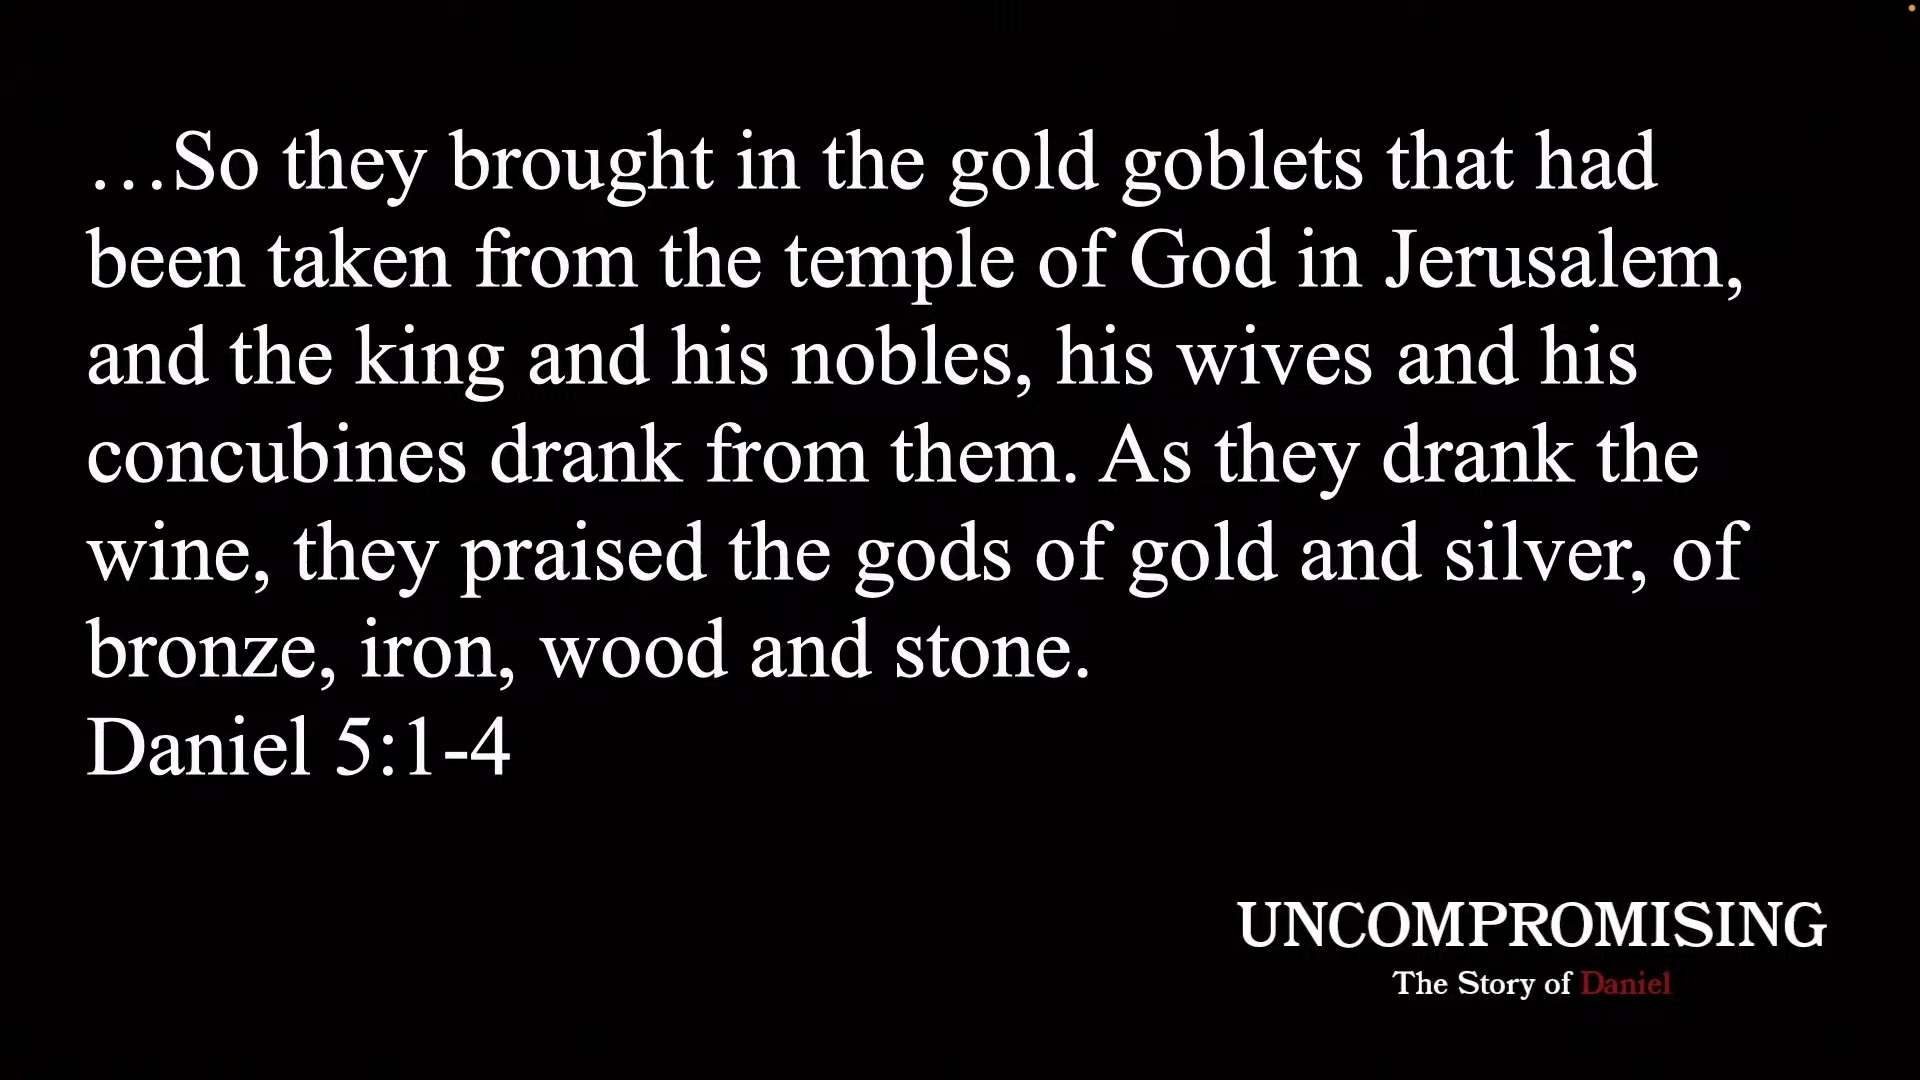 …So they brought in the gold goblets that had
been taken from the temple of God in Jerusalem,
and the king and his nobles, his wives and his
concubines drank from them. As they drank the
wine, they praised the gods of gold and silver, of
bronze, iron, wood and stone.
Daniel 5:1-4
UNCOMPROMISING
The Story of Daniel